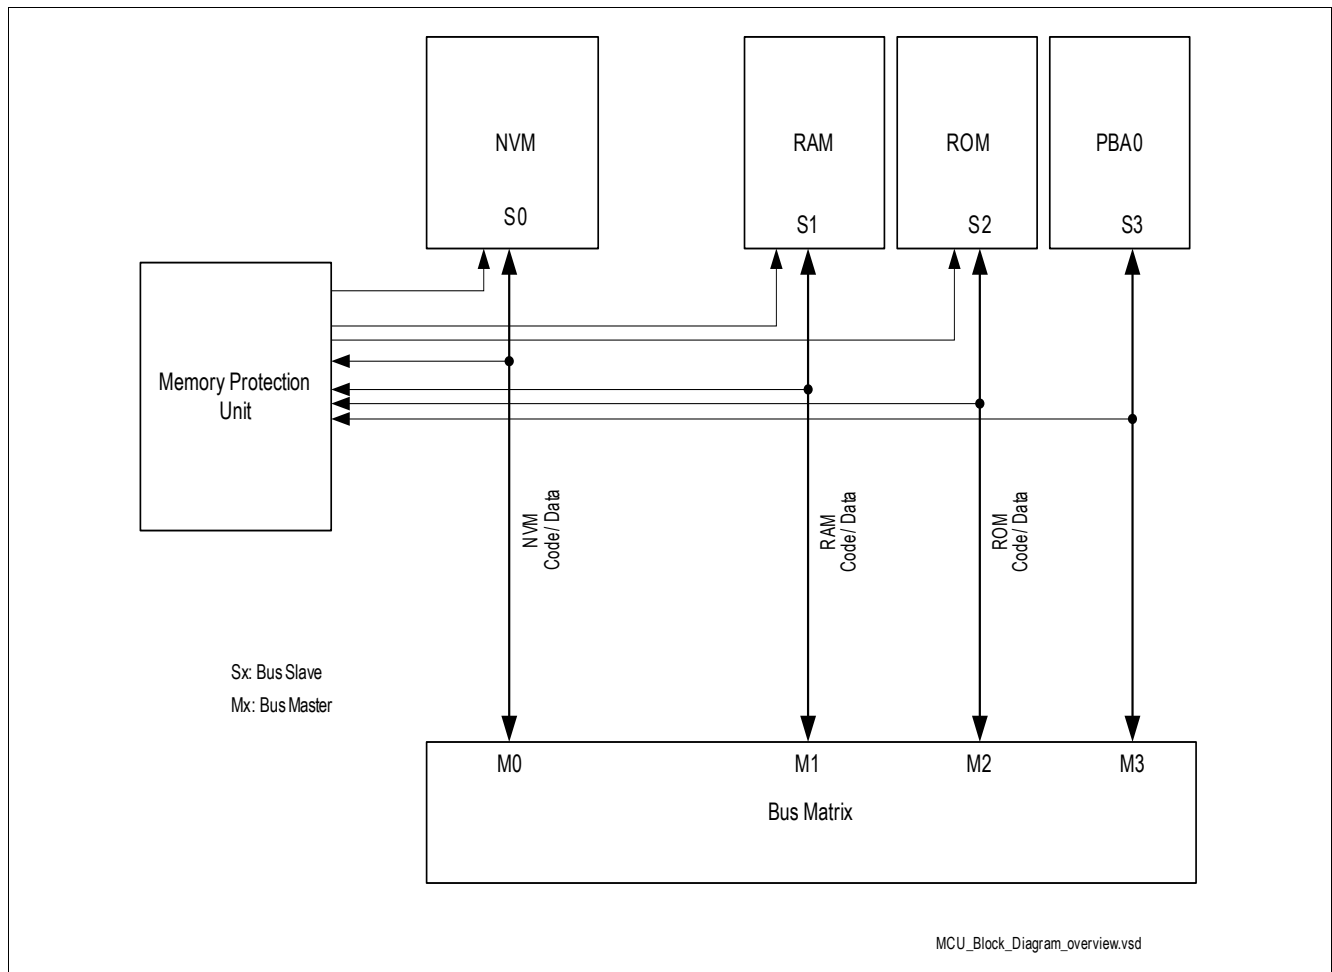 NVM
RAM
ROM
PBA0
S0
S1
S2
S3
Memory Protection
Unit
NVM
Code/ Data
RAM
Code/ Data
ROM
Code/ Data
Sx: Bus Slave
Mx: Bus Master
M0
M1
M2
M3
Bus Matrix
MCU_Block_Diagram_overview.vsd